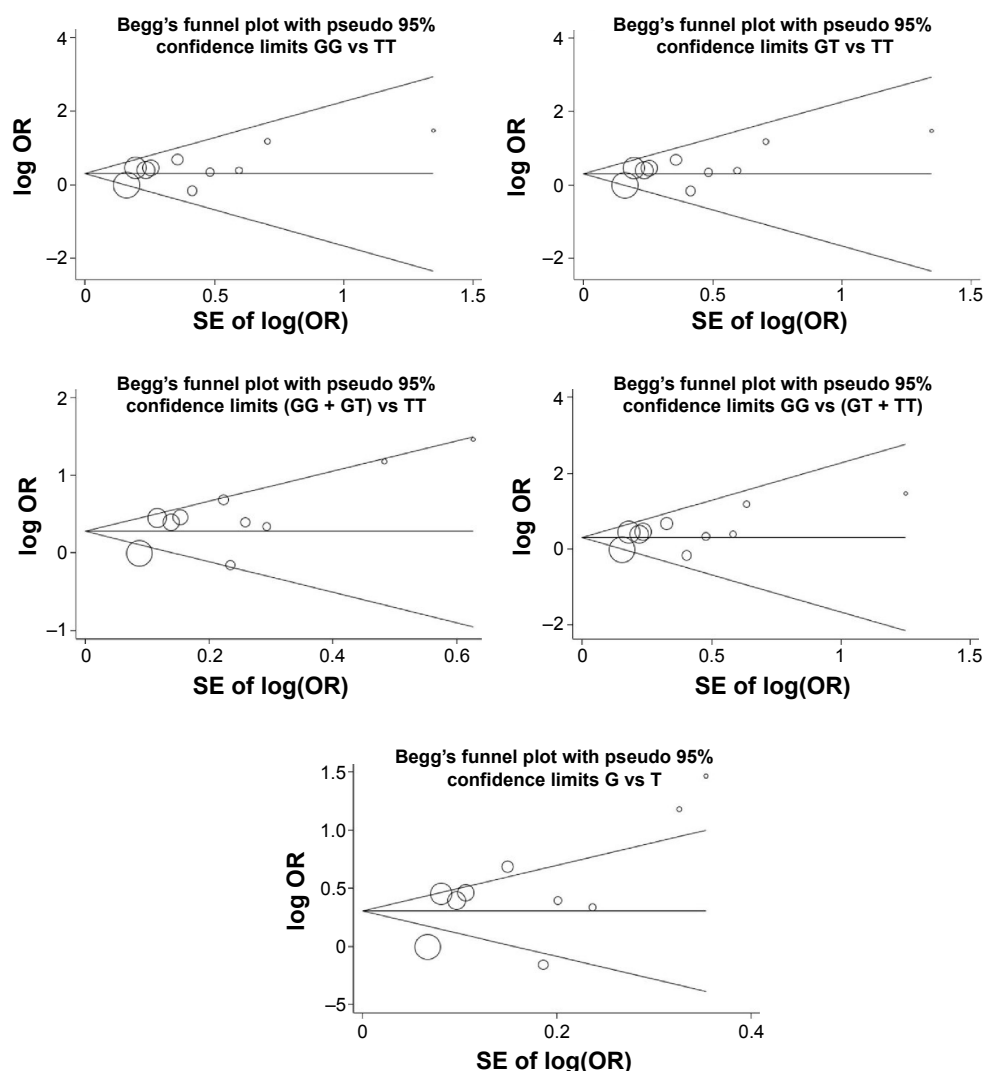 Begg’s funnel plot with pseudo 95%
confidence limits GG vs TT
4
2
0
–2
log OR
0
0.5
1
1.5
SE of log(OR)
Begg’s funnel plot with pseudo 95%
confidence limits GT vs TT
4
2
0
–2
log OR
0
0.5
1
1.5
SE of log(OR)
Begg’s funnel plot with pseudo 95%
confidence limits (GG + GT) vs TT
2
1
0
–1
log OR
0
0.2
0.4
0.6
SE of log(OR)
Begg’s funnel plot with pseudo 95%
confidence limits GG vs (GT + TT)
4
2
0
–2
log OR
0
0.5
1
1.5
SE of log(OR)
Begg’s funnel plot with pseudo 95%
confidence limits G vs T
1.5
1.0
0.5
0
–5
log OR
0
0.2
0.4
SE of log(OR)